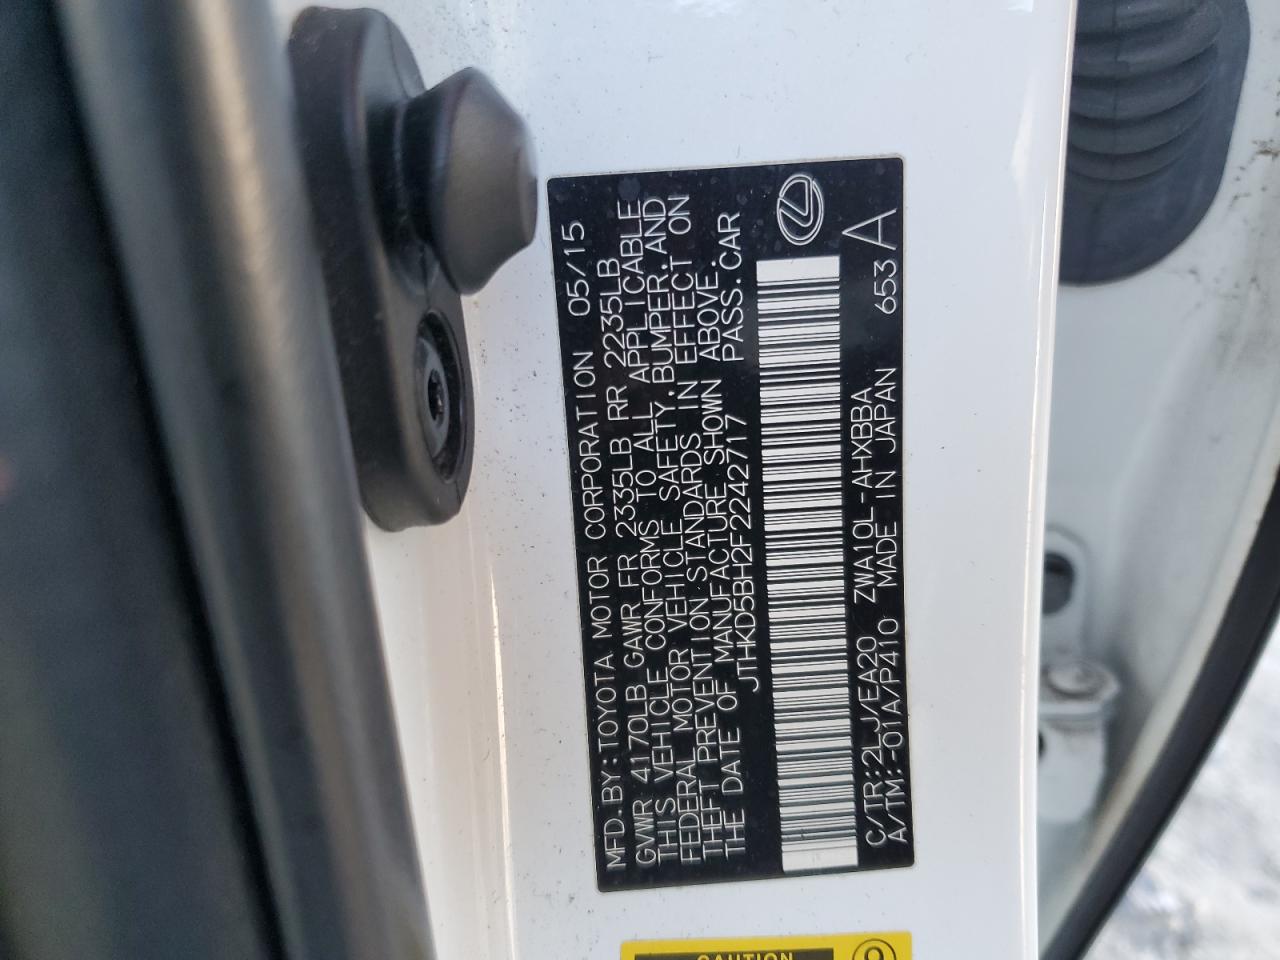 MFD.BY:TOYOTA MOTOR CORPORATION 05/15
GVWR 4170LB GAWR FR 2335LB RR 2235LB
THIS VEHICLE CONFORMS TO ALL APPLICABLE
FEDERAL MOTOR VEHICLE SAFETY,BUMPER,AND
THEFT PREVENTION STANDARDS IN EFFECT ON
THE DATE OF MANUFACTURE SHOWN ABOVE.
JTHKD5BH2F2242717 PASS.CAR
C/TR:2LJ/EA20 ZWA10L-AHXBBA 653 A
A/TM:-01A/P410 MADE IN JAPAN
CAUTION